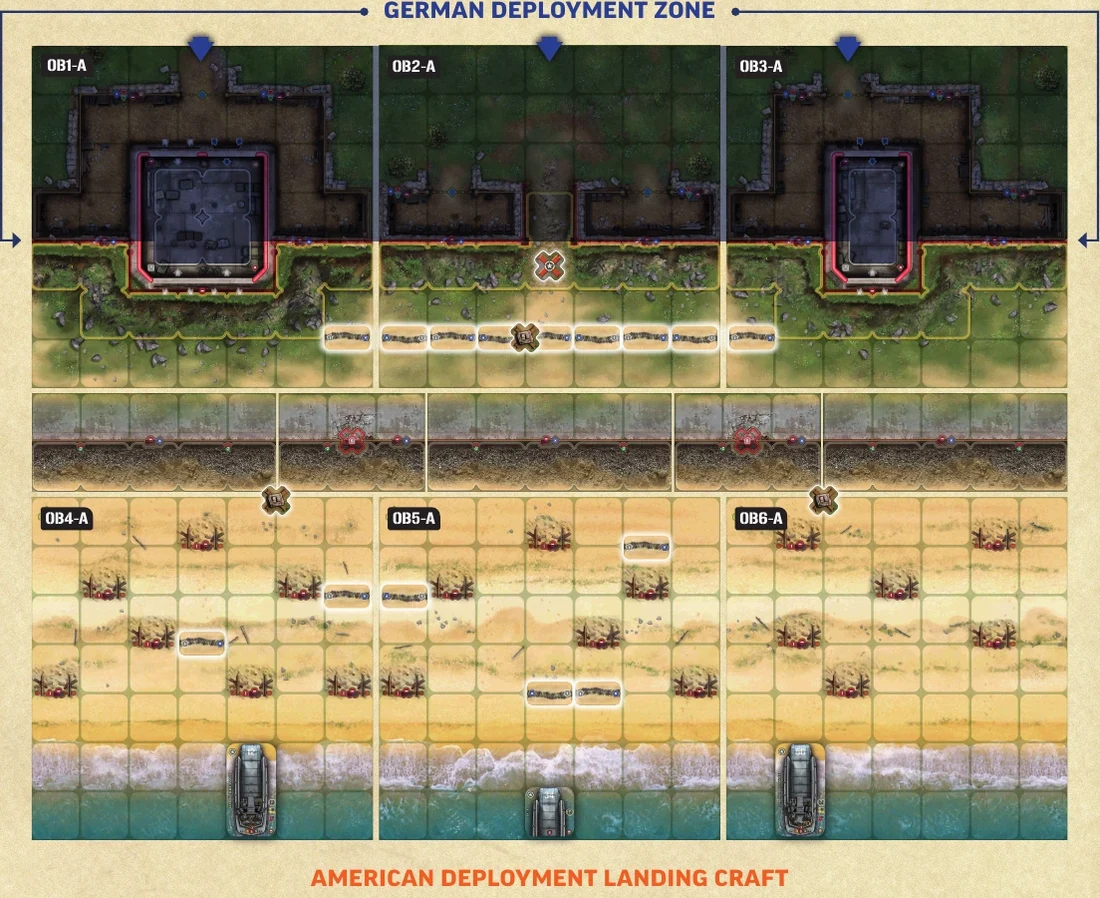 GERMAN DEPLOYMENT ZONE
OB1-A
OB2-A
OB3-A
OB4-A
OB5-A
OB6-A
AMERICAN DEPLOYMENT LANDING CRAFT